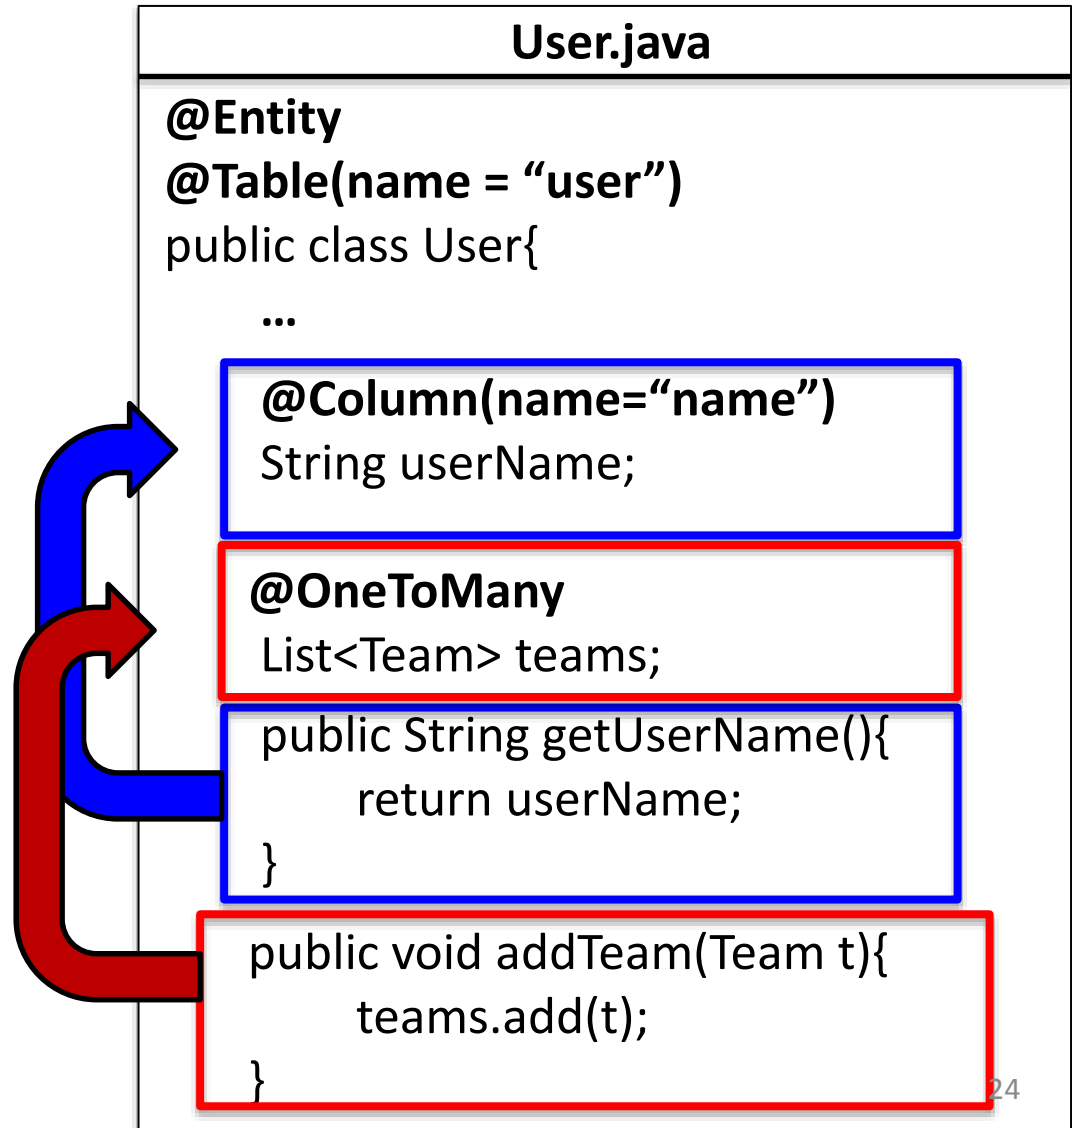 User.java
@Entity
@Table(name = “user”)
public class User{
…
@Column(name=“name”)
String userName;
@OneToMany
List<Team> teams;
public String getUserName(){
return userName;
}
public void addTeam(Team t){
teams.add(t);
}
24